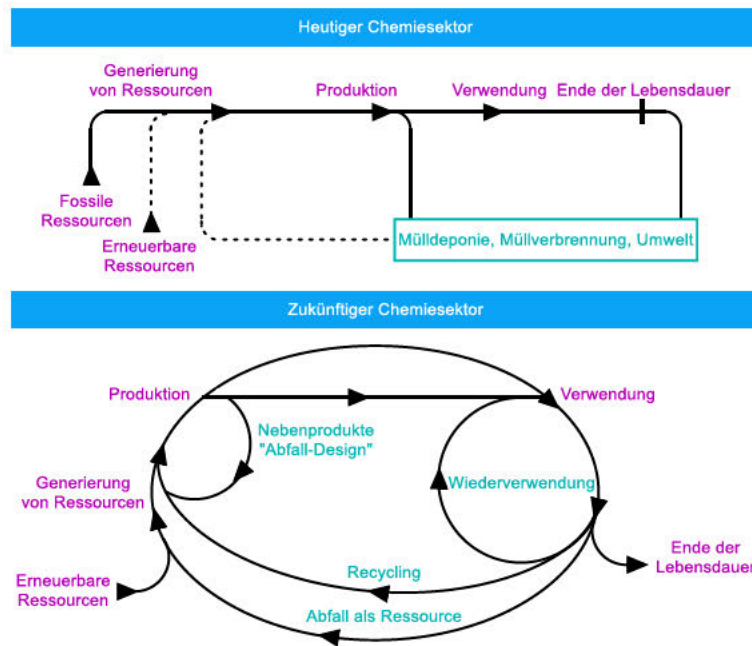 Heutiger Chemiesektor
Generierung
von Ressourcen
Produktion
Verwendung
Ende der Lebensdauer
Fossile
Ressourcen
Erneuerbare
Ressourcen
Mülldeponie, Müllverbrennung, Umwelt
Zukünftiger Chemiesektor
Produktion
Verwendung
Nebenprodukte
"Abfall-Design"
Generierung
von Ressourcen
Wiederverwendung
Ende der
Lebensdauer
Erneuerbare
Ressourcen
Recycling
Abfall als Ressource